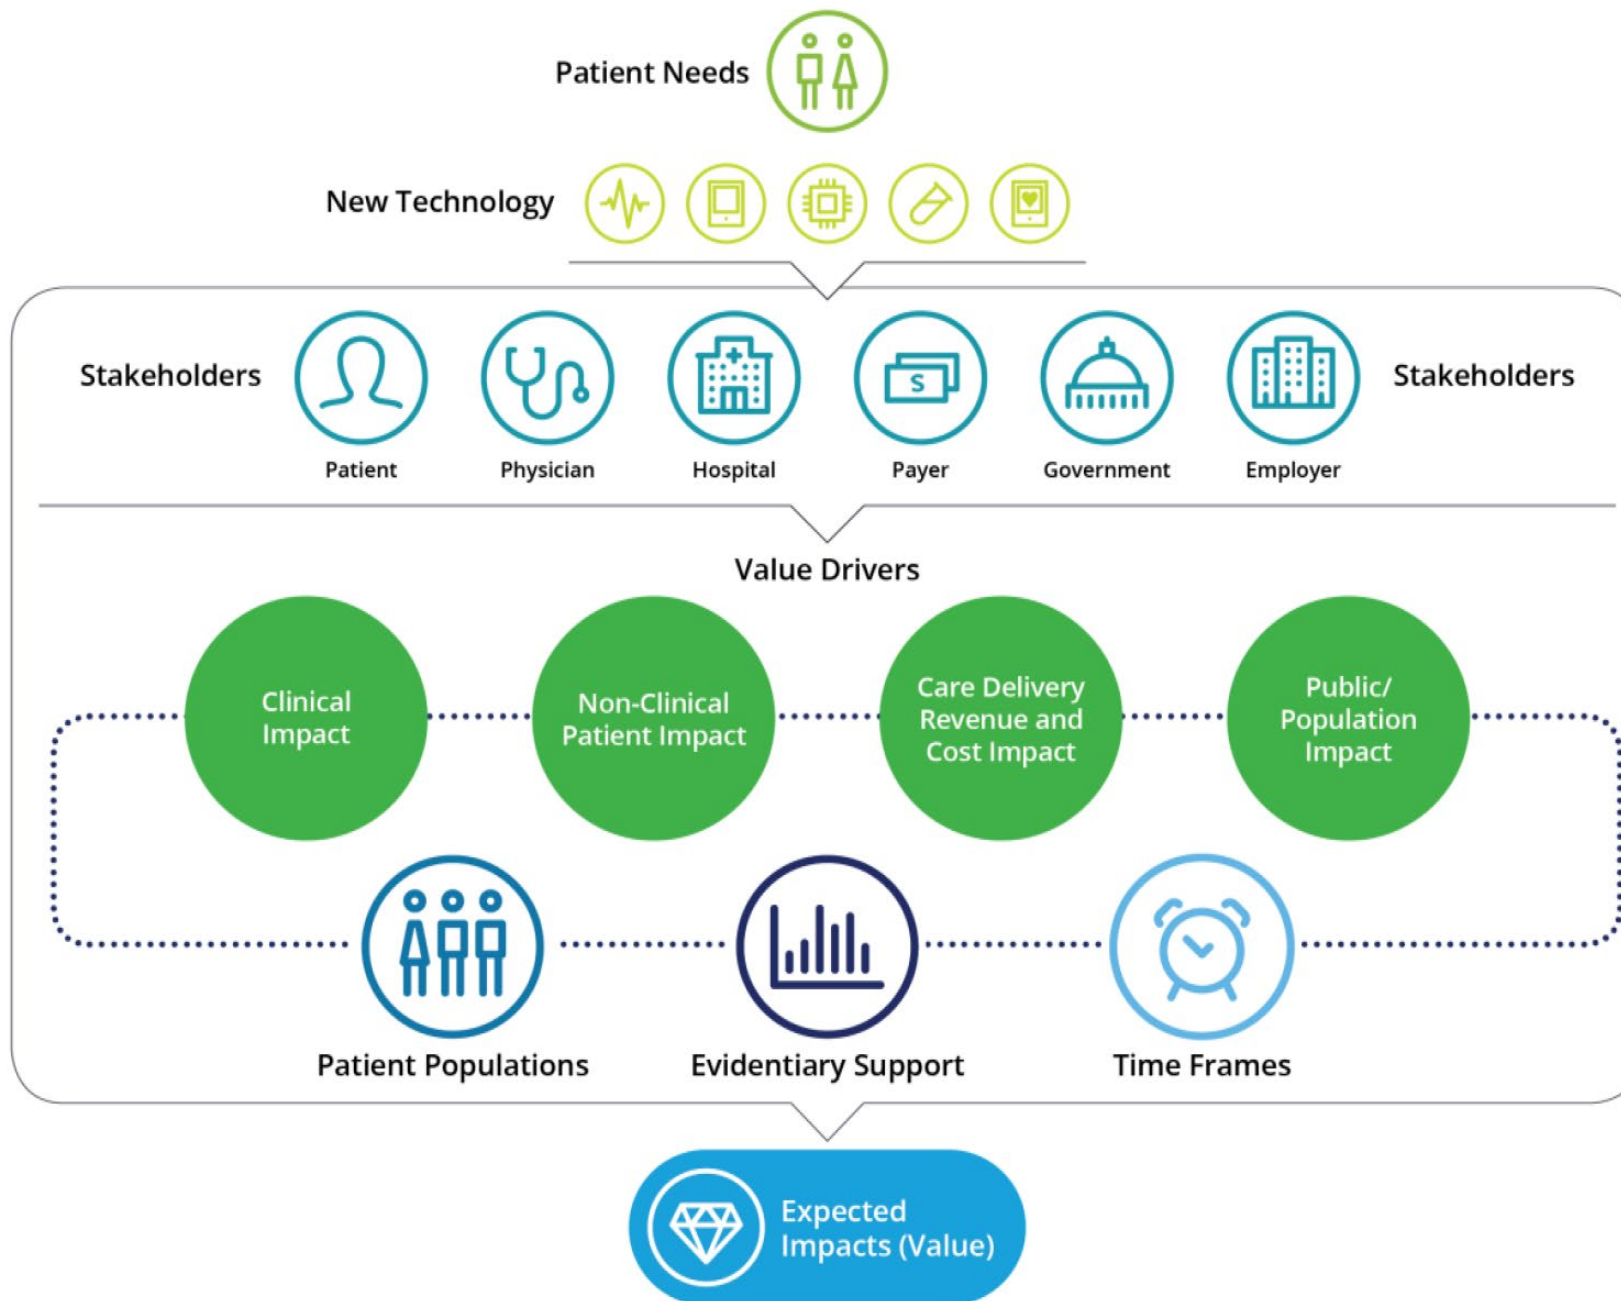 Patient Needs
New Technology
Stakeholders
Stakeholders
S
Patient
Physician
Hospital
Payer
Government
Employer
Value Drivers
Clinical
Impact
Non-Clinical
Patient Impact
Care Delivery
Revenue and
Cost Impact
Public/
Population
Impact
Patient Populations
Evidentiary Support
Time Frames
Expected
Impacts (Value)